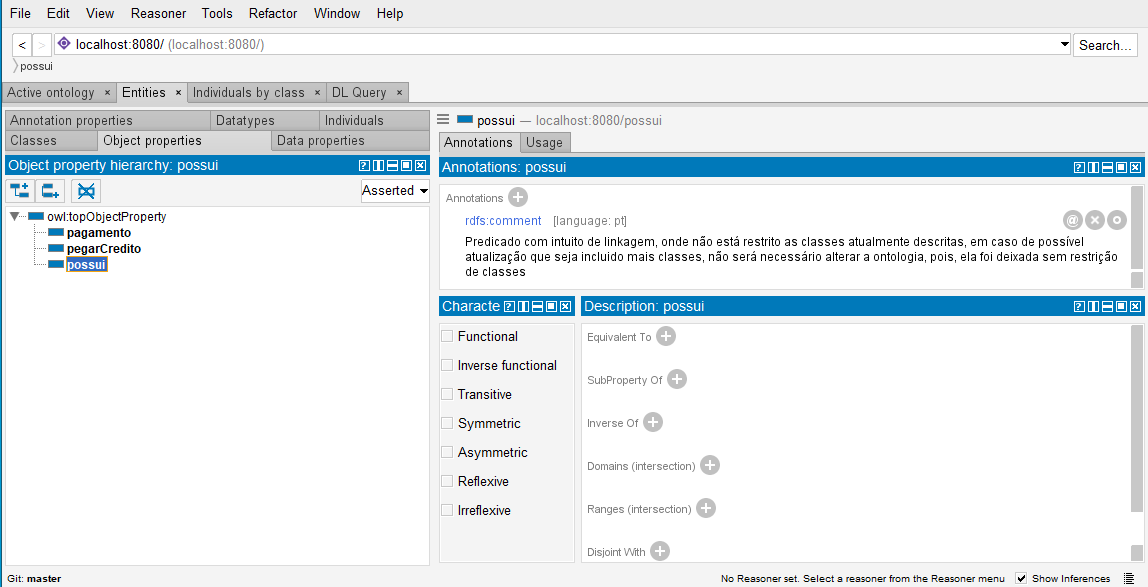 File Edit View Reasoner Tools Refactor Window Help
< > localhost:8080/ (localhost:8080/) Search...
possui
Active ontology × Entities × Individuals by class × DL Query ×
Annotation properties Datatypes Individuals
Classes Object properties Data properties
Object property hierarchy: possui
Asserted
owl:topObjectProperty
pagamento
pegarCredito
possui
possui — localhost:8080/possui
Annotations Usage
Annotations: possui
Annotations
rdfs:comment [language: pt]
Predicado com intuito de linkagem, onde não está restrito as classes atualmente descritas, em caso de possível
atualização que seja incluido mais classes, não será necessário alterar a ontologia, pois, ela foi deixada sem restrição
de classes
Characte
Functional
Inverse functional
Transitive
Symmetric
Asymmetric
Reflexive
Irreflexive
Description: possui
Equivalent To
SubProperty Of
Inverse Of
Domains (intersection)
Ranges (intersection)
Disjoint With
Git: master
No Reasoner set. Select a reasoner from the Reasoner menu Show Inferences